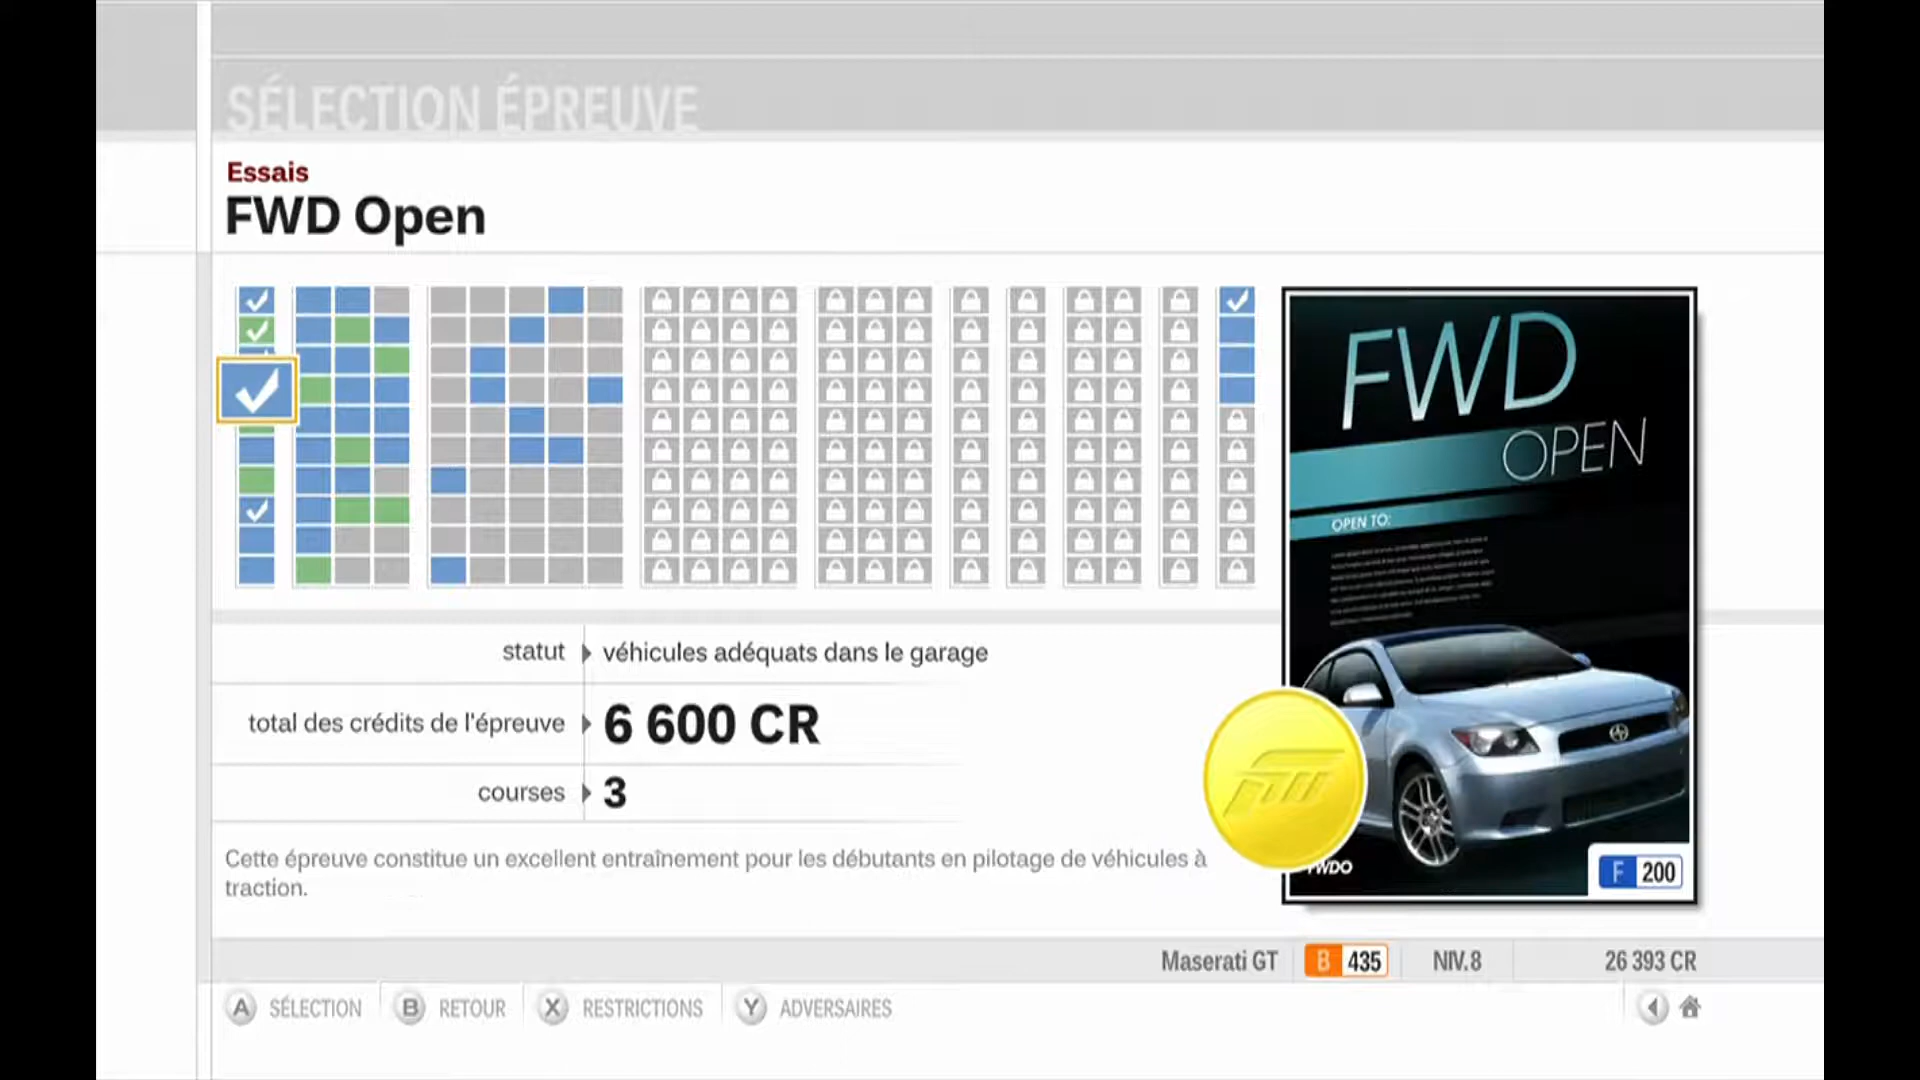 SÉLECTION ÉPREUVE
Essais
FWD Open
FWD
OPEN
OPEN TO:
statut
véhicules adéquats dans le garage
total des crédits de l'épreuve
6 600 CR
courses
3
Cette épreuve constitue un excellent entraînement pour les débutants en pilotage de véhicules à
traction.
FWDO
F 200
Maserati GT
B 435
NIV.8
26 393 CR
A SÉLECTION
B RETOUR
X RESTRICTIONS
Y ADVERSAIRES